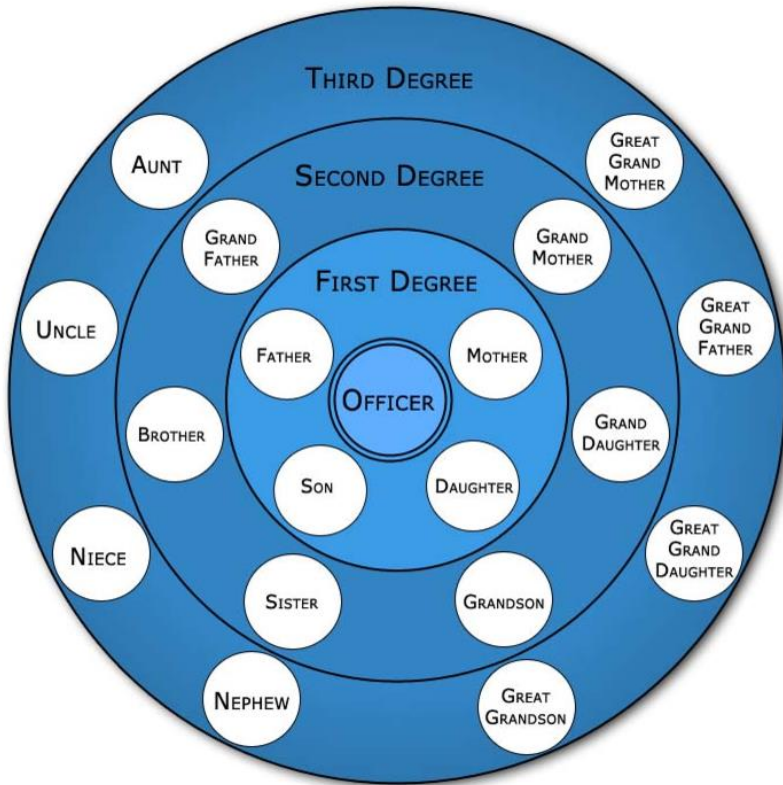 THIRD DEGREE
AUNT
GREAT
GRAND
MOTHER
SECOND DEGREE
GRAND
FATHER
GRAND
MOTHER
FIRST DEGREE
UNCLE
GREAT
GRAND
FATHER
FATHER
MOTHER
OFFICER
BROTHER
GRAND
DAUGHTER
SON
DAUGHTER
NIECE
GREAT
GRAND
DAUGHTER
SISTER
GRANDSON
NEPHEW
GREAT
GRANDSON